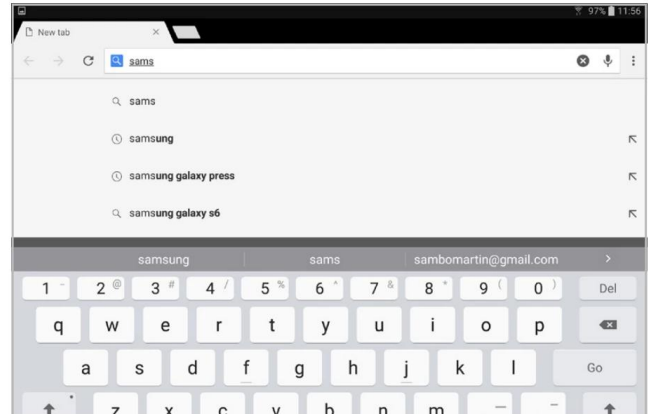 97% 11:56
New tab
sams
sams
samsung
samsung galaxy press
samsung galaxy s6
samsung sams sambomartin@gmail.com
1 - 2 @ 3 # 4 / 5 % 6 ^ 7 & 8 * 9 ( 0 ) Del
q w e r t y u i o p
a s d f g h j k l Go
z x c v b n m